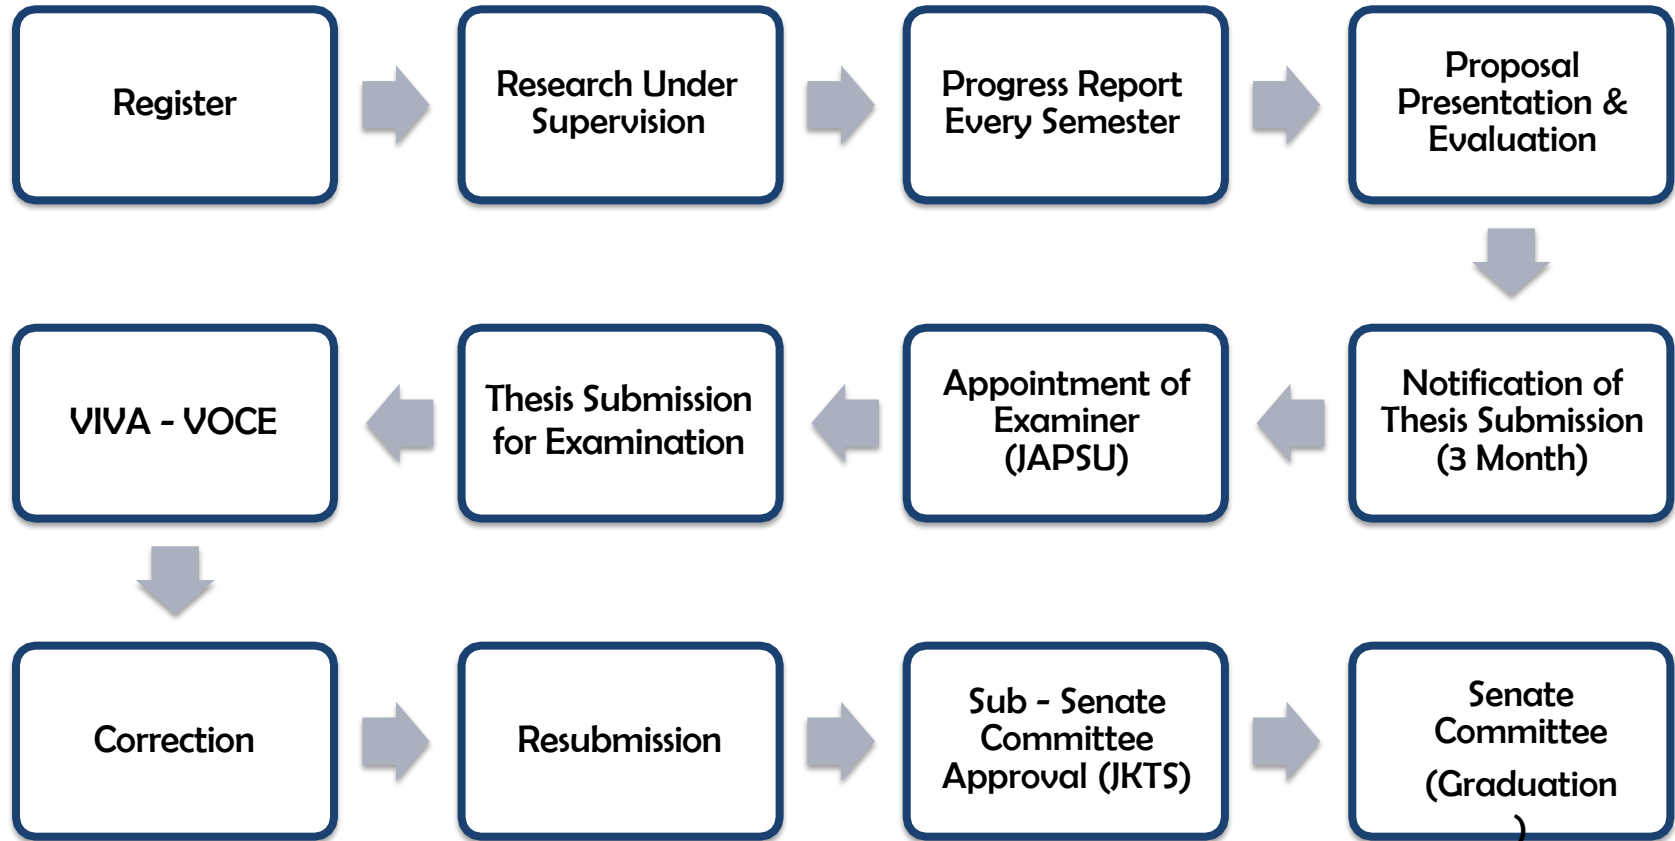 Register
Research Under
Supervision
Progress Report
Every Semester
Proposal
Presentation &
Evaluation
Notification of
Thesis Submission
(3 Month)
Appointment of
Examiner
(JAPSU)
Thesis Submission
for Examination
VIVA - VOCE
Correction
Resubmission
Sub - Senate
Committee
Approval (JKTS)
Senate
Committee
(Graduation
)